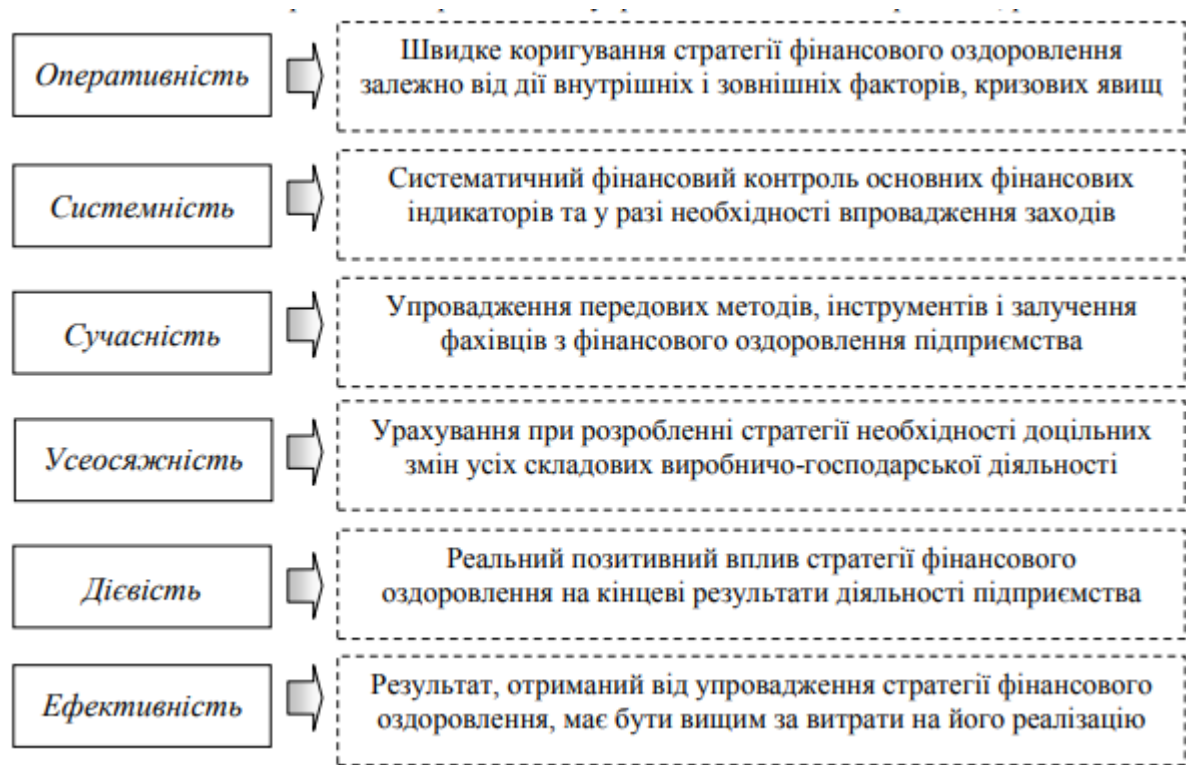 Оперативність
Швидке коригування стратегії фінансового оздоровлення
залежно від дії внутрішніх і зовнішніх факторів, кризових явищ
Системність
Систематичний фінансовий контроль основних фінансових
індикаторів та у разі необхідності впровадження заходів
Сучасність
Упровадження передових методів, інструментів і залучення
фахівців з фінансового оздоровлення підприємства
Усеосяжність
Урахування при розробленні стратегії необхідності доцільних
змін усіх складових виробничо-господарської діяльності
Дієвість
Реальний позитивний вплив стратегії фінансового
оздоровлення на кінцеві результати діяльності підприємства
Ефективність
Результат, отриманий від упровадження стратегії фінансового
оздоровлення, має бути вищим за витрати на його реалізацію